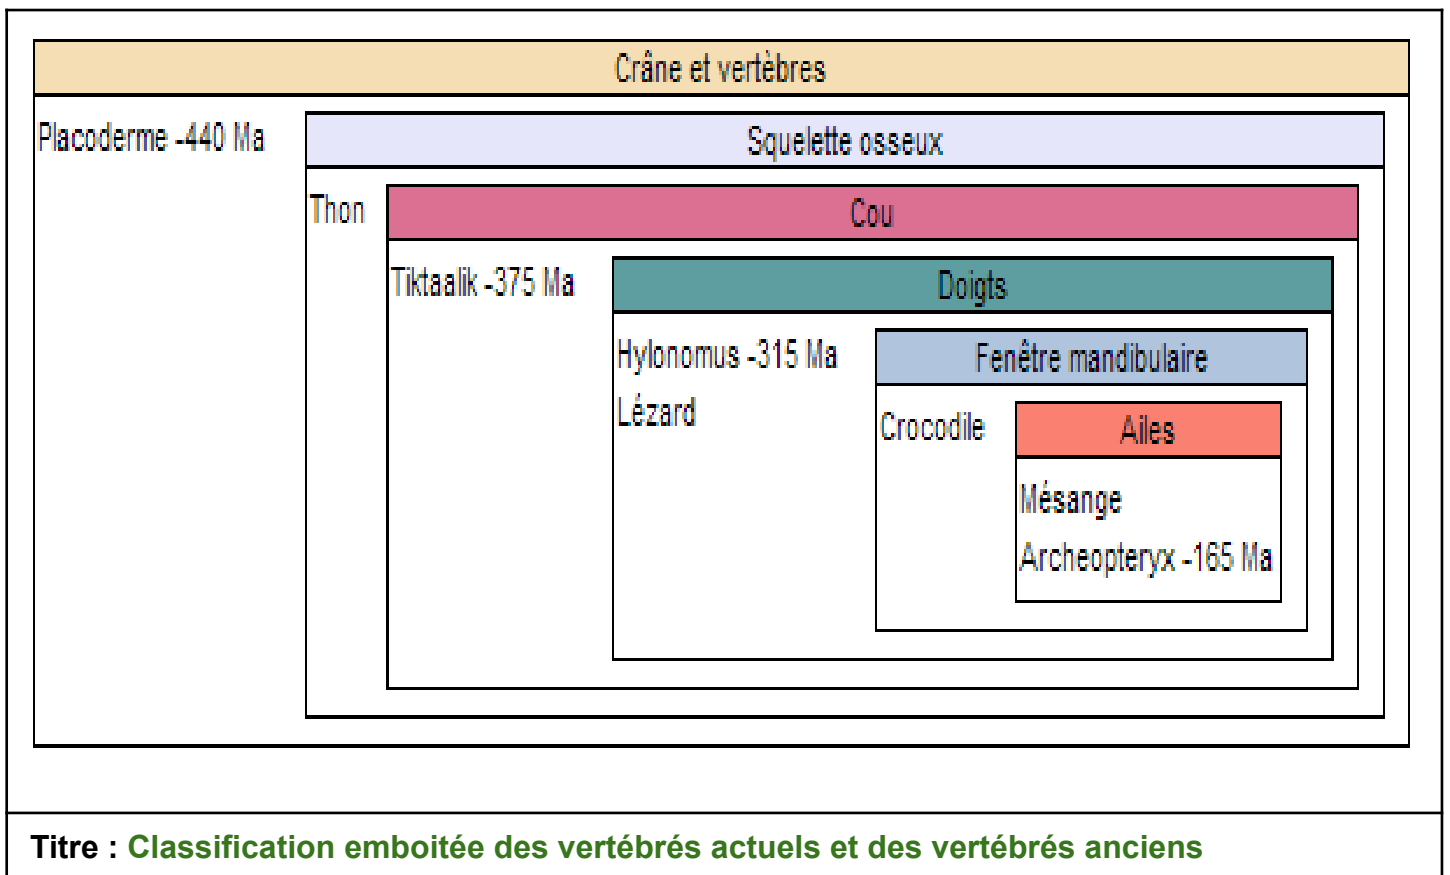 Crâne et vertèbres
Placoderme -440 Ma
Squelette osseux
Thon
Cou
Tiktaalik -375 Ma
Doigts
Hylonomus -315 Ma
Lézard
Fenêtre mandibulaire
Crocodile
Ailes
Mésange
Archeopteryx -165 Ma
Titre : Classification emboitée des vertébrés actuels et des vertébrés anciens